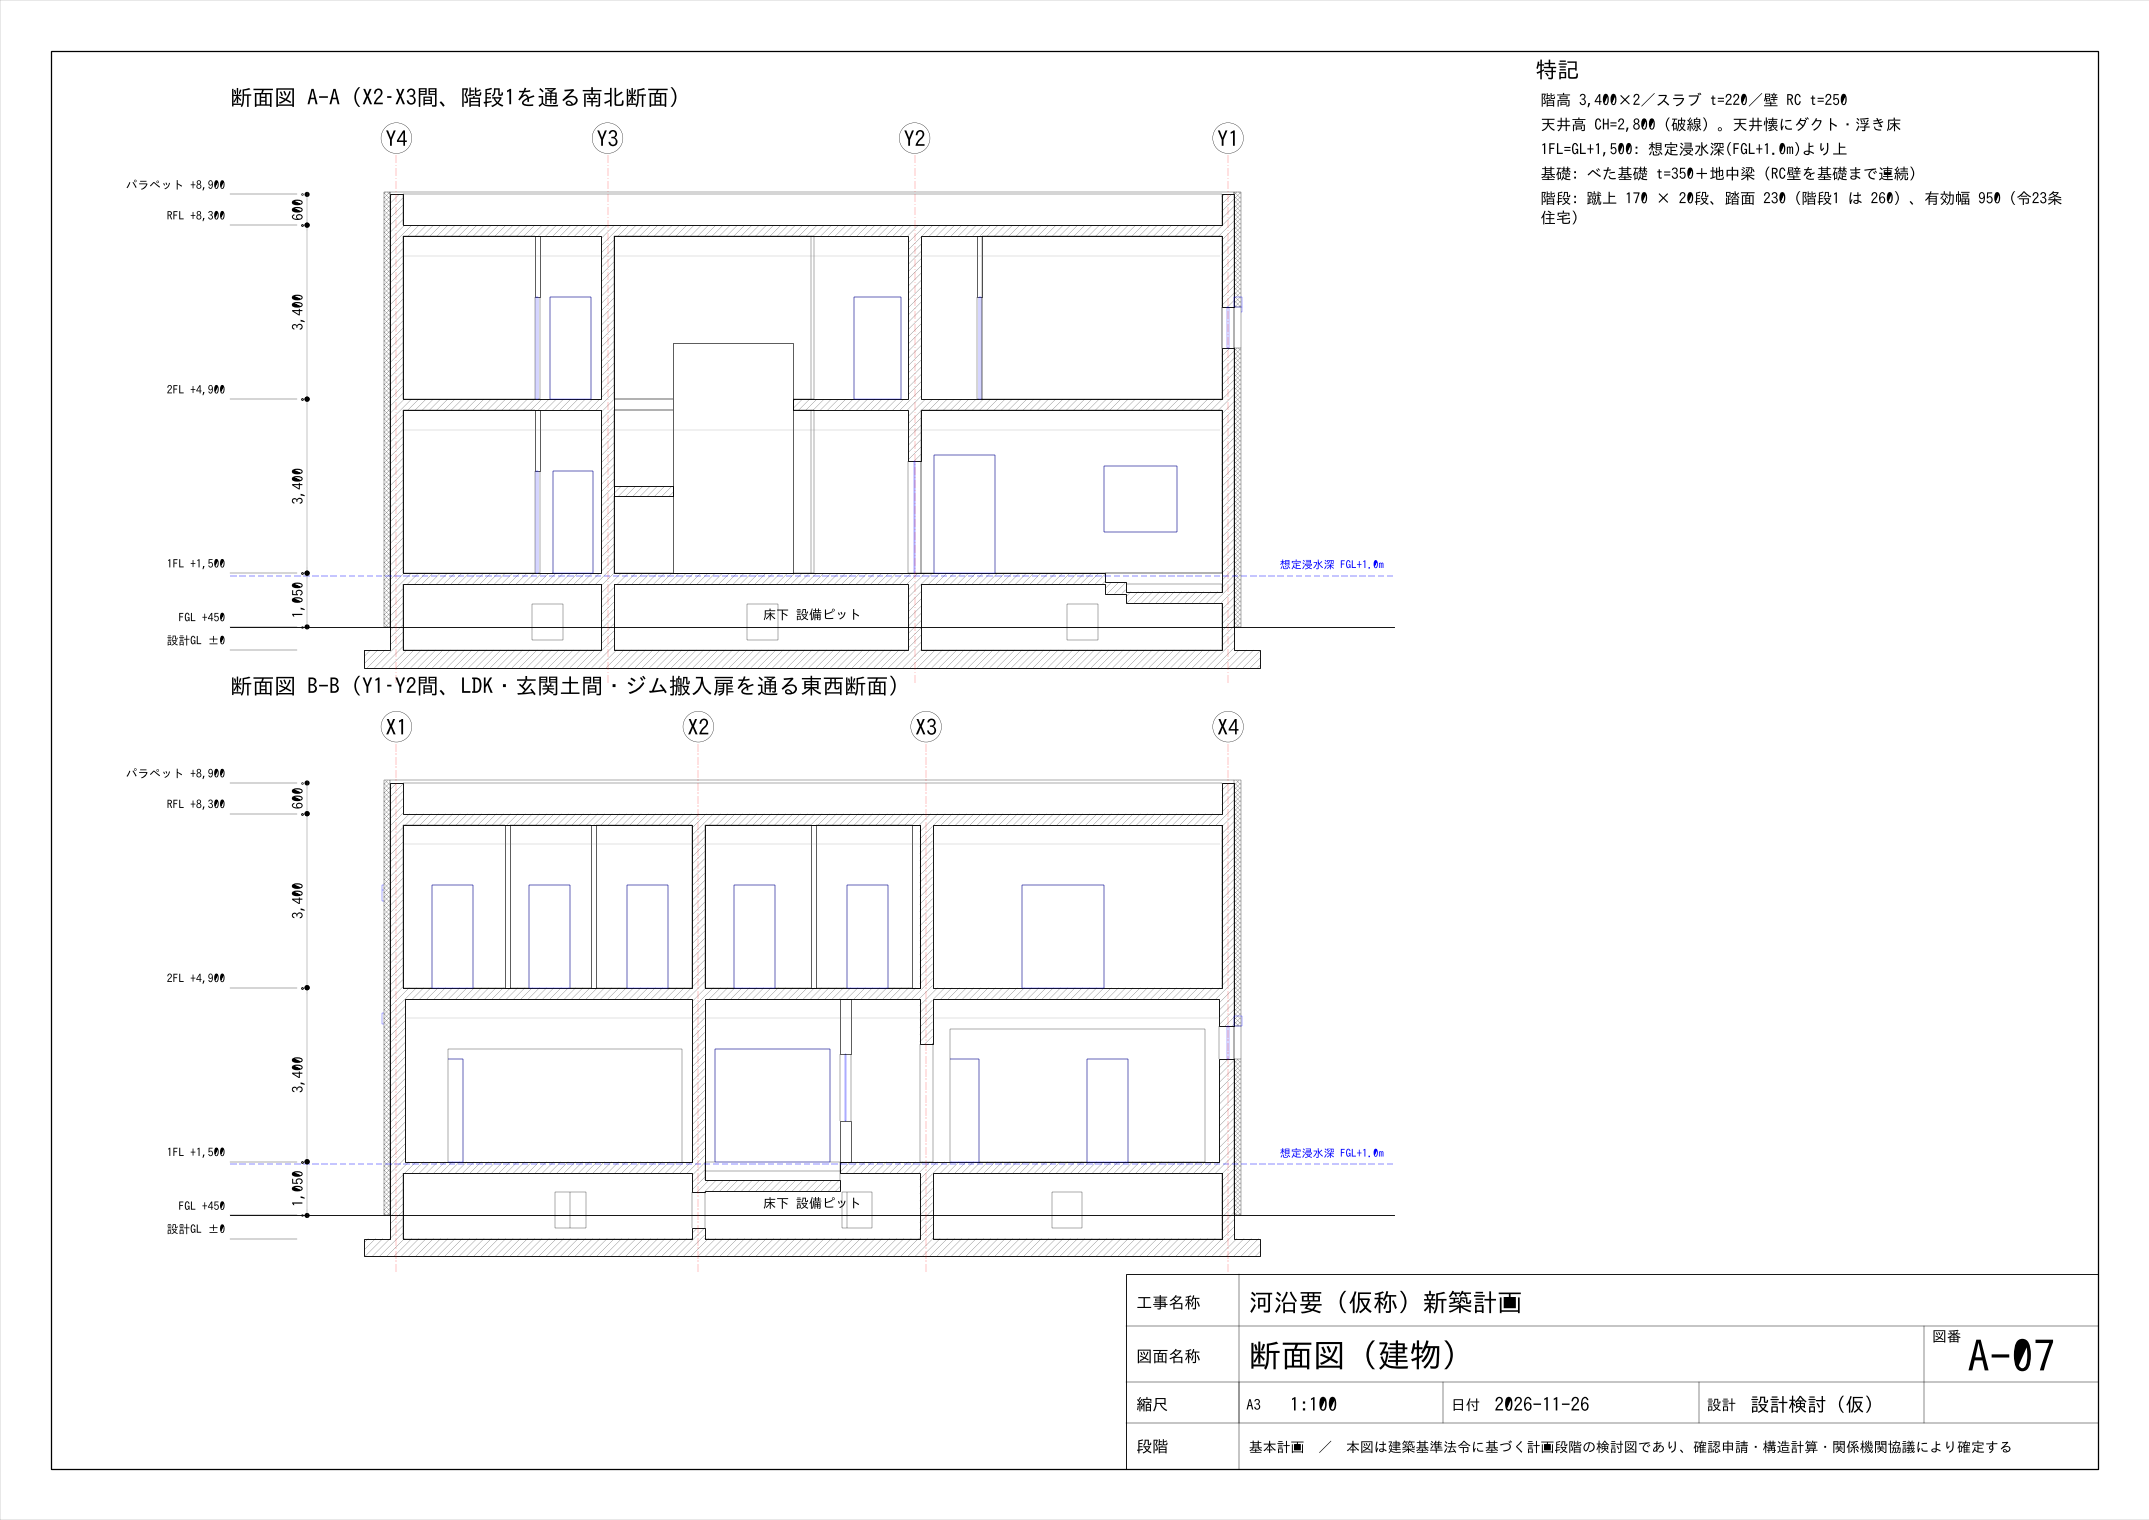 特記
階高 3,400×2／スラブ t=220／壁 RC t=250
天井高 CH=2,800（破線）。天井懐にダクト・浮き床
1FL=GL+1,500: 想定浸水深(FGL+1.0m)より上
基礎: べた基礎 t=350＋地中梁（RC壁を基礎まで連続）
階段: 蹴上 170 × 20段、踏面 230（階段1 は 260）、有効幅 950（令23条
住宅）
断面図 A-A（X2-X3間、階段1を通る南北断面）
Y4 Y3 Y2 Y1
パラペット +8,900
600
RFL +8,300
3,400
2FL +4,900
3,400
1FL +1,500
想定浸水深 FGL+1.0m
1,050
床下 設備ピット
FGL +450
設計GL ±0
断面図 B-B（Y1-Y2間、LDK・玄関土間・ジム搬入扉を通る東西断面）
X1 X2 X3 X4
パラペット +8,900
600
RFL +8,300
3,400
2FL +4,900
3,400
1FL +1,500
想定浸水深 FGL+1.0m
1,050
床下 設備ピット
FGL +450
設計GL ±0
工事名称 河沿要（仮称）新築計画
図面名称 断面図（建物） 図番 A-07
縮尺 A3 1:100 日付 2026-11-26 設計 設計検討（仮）
段階 基本計画 ／ 本図は建築基準法令に基づく計画段階の検討図であり、確認申請・構造計算・関係機関協議により確定する